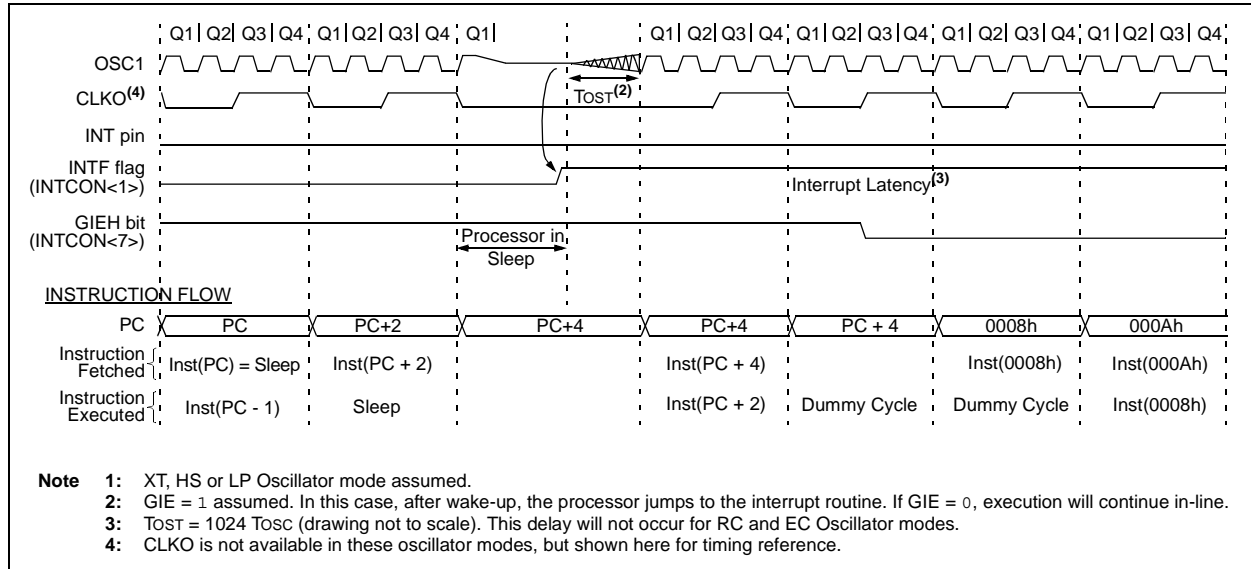 Q1 Q2 Q3 Q4 Q1 Q2 Q3 Q4 Q1 Q1 Q2 Q3 Q4 Q1 Q2 Q3 Q4 Q1 Q2 Q3 Q4 Q1 Q2 Q3 Q4
OSC1
CLKO(4)
TOST(2)
INT pin
INTF flag
(INTCON<1>)
Interrupt Latency(3)
GIEH bit
(INTCON<7>)
Processor in
Sleep
INSTRUCTION FLOW
PC PC PC+2 PC+4 PC+4 PC + 4 0008h 000Ah
Instruction
Fetched
Inst(PC) = Sleep Inst(PC + 2) Inst(PC + 4) Inst(0008h) Inst(000Ah)
Instruction
Executed
Inst(PC - 1) Sleep Inst(PC + 2) Dummy Cycle Dummy Cycle Inst(0008h)
Note 1: XT, HS or LP Oscillator mode assumed.
2: GIE = 1 assumed. In this case, after wake-up, the processor jumps to the interrupt routine. If GIE = 0, execution will continue in-line.
3: TOST = 1024 TOSC (drawing not to scale). This delay will not occur for RC and EC Oscillator modes.
4: CLKO is not available in these oscillator modes, but shown here for timing reference.